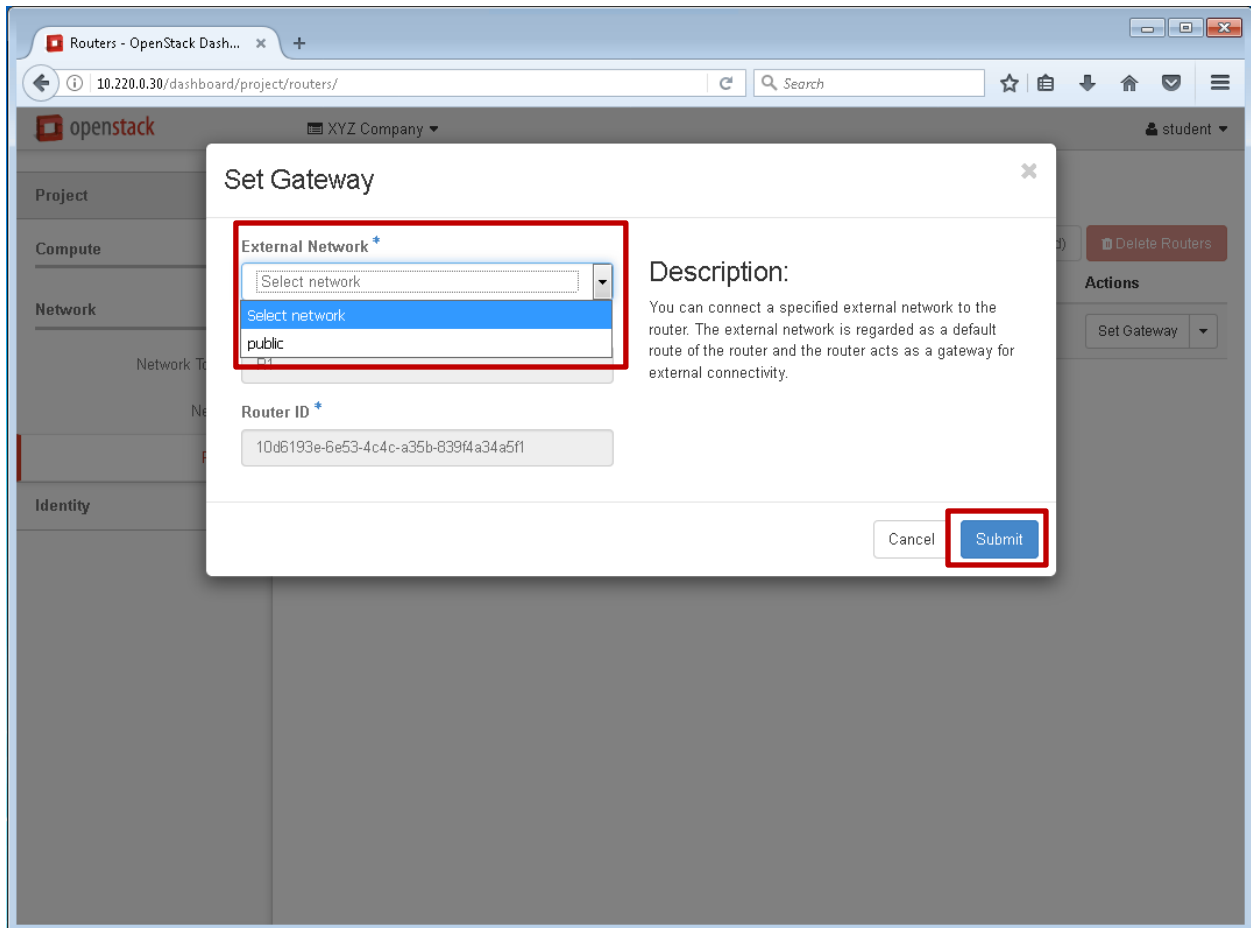 Routers - OpenStack Dash...
10.220.0.30/dashboard/project/routers/
Search
openstack
XYZ Company
student
Set Gateway
Project
Compute
Network
Network To
Ne
Identity
External Network *
Select network
Select network
public
R1
Router ID *
10d6193e-6e53-4c4c-a35b-839f4a34a5f1
Description:
You can connect a specified external network to the
router. The external network is regarded as a default
route of the router and the router acts as a gateway for
external connectivity.
Delete Routers
Actions
Set Gateway
Cancel
Submit